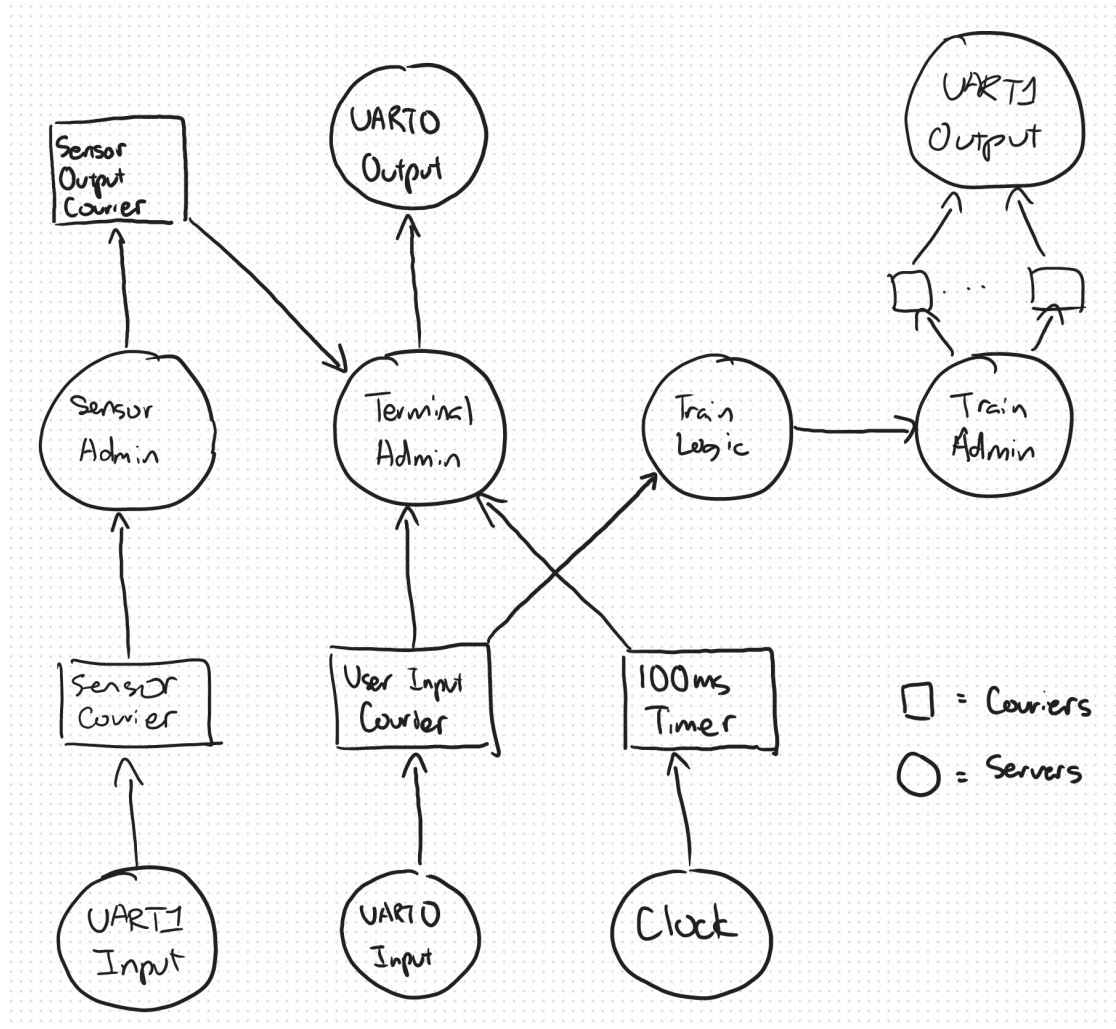 UART1
Output
UART0
Output
Sensor
Output
Courier
Sensor
Admin
Terminal
Admin
Train
Logic
Train
Admin
Sensor
Courier
User Input
Courier
100ms
Timer
= Couriers
= Servers
UART1
Input
UART0
Input
Clock